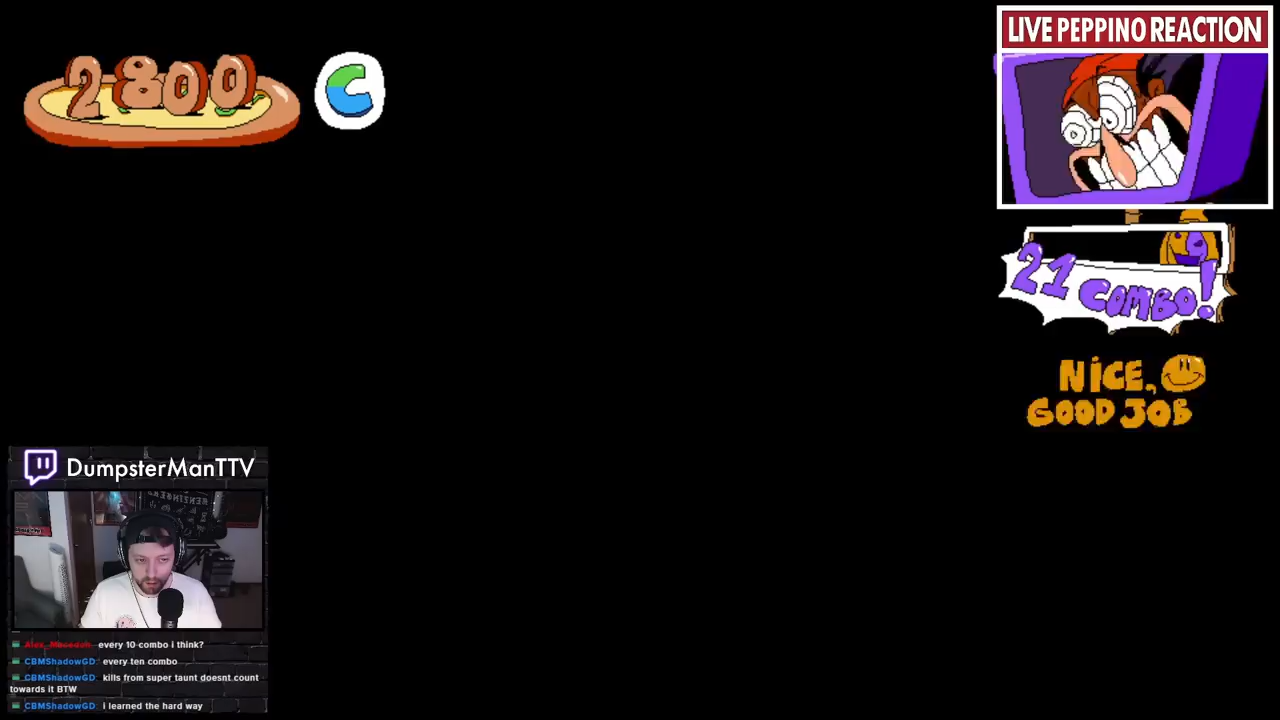 LIVE PEPPINO REACTION
2800
C
21 COMBO!
NICE,
GOOD JOB
DumpsterManTTV
every 10 combo i think?
CBMShadowGD: every ten combo
CBMShadowGD: kills from super taunt doesnt count
towards it BTW
CBMShadowGD: i learned the hard way